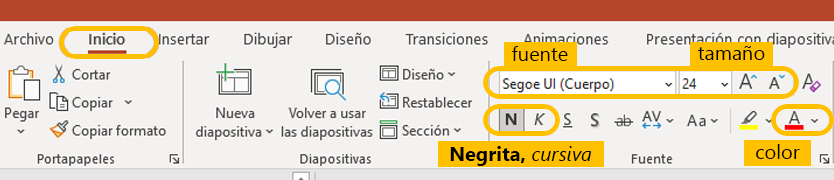 Archivo Inicio Insertar Dibujar Diseño Transiciones Animaciones Presentación con diapositiva
fuente tamaño
Cortar Diseño Segoe UI (Cuerpo) 24 A A A
Copiar Restablecer
Pegar Nueva diapositiva Volver a usar las diapositivas
Copiar formato Sección N K S S ab AV Aa A
Negrita, cursiva color
Portapapeles Diapositivas Fuente